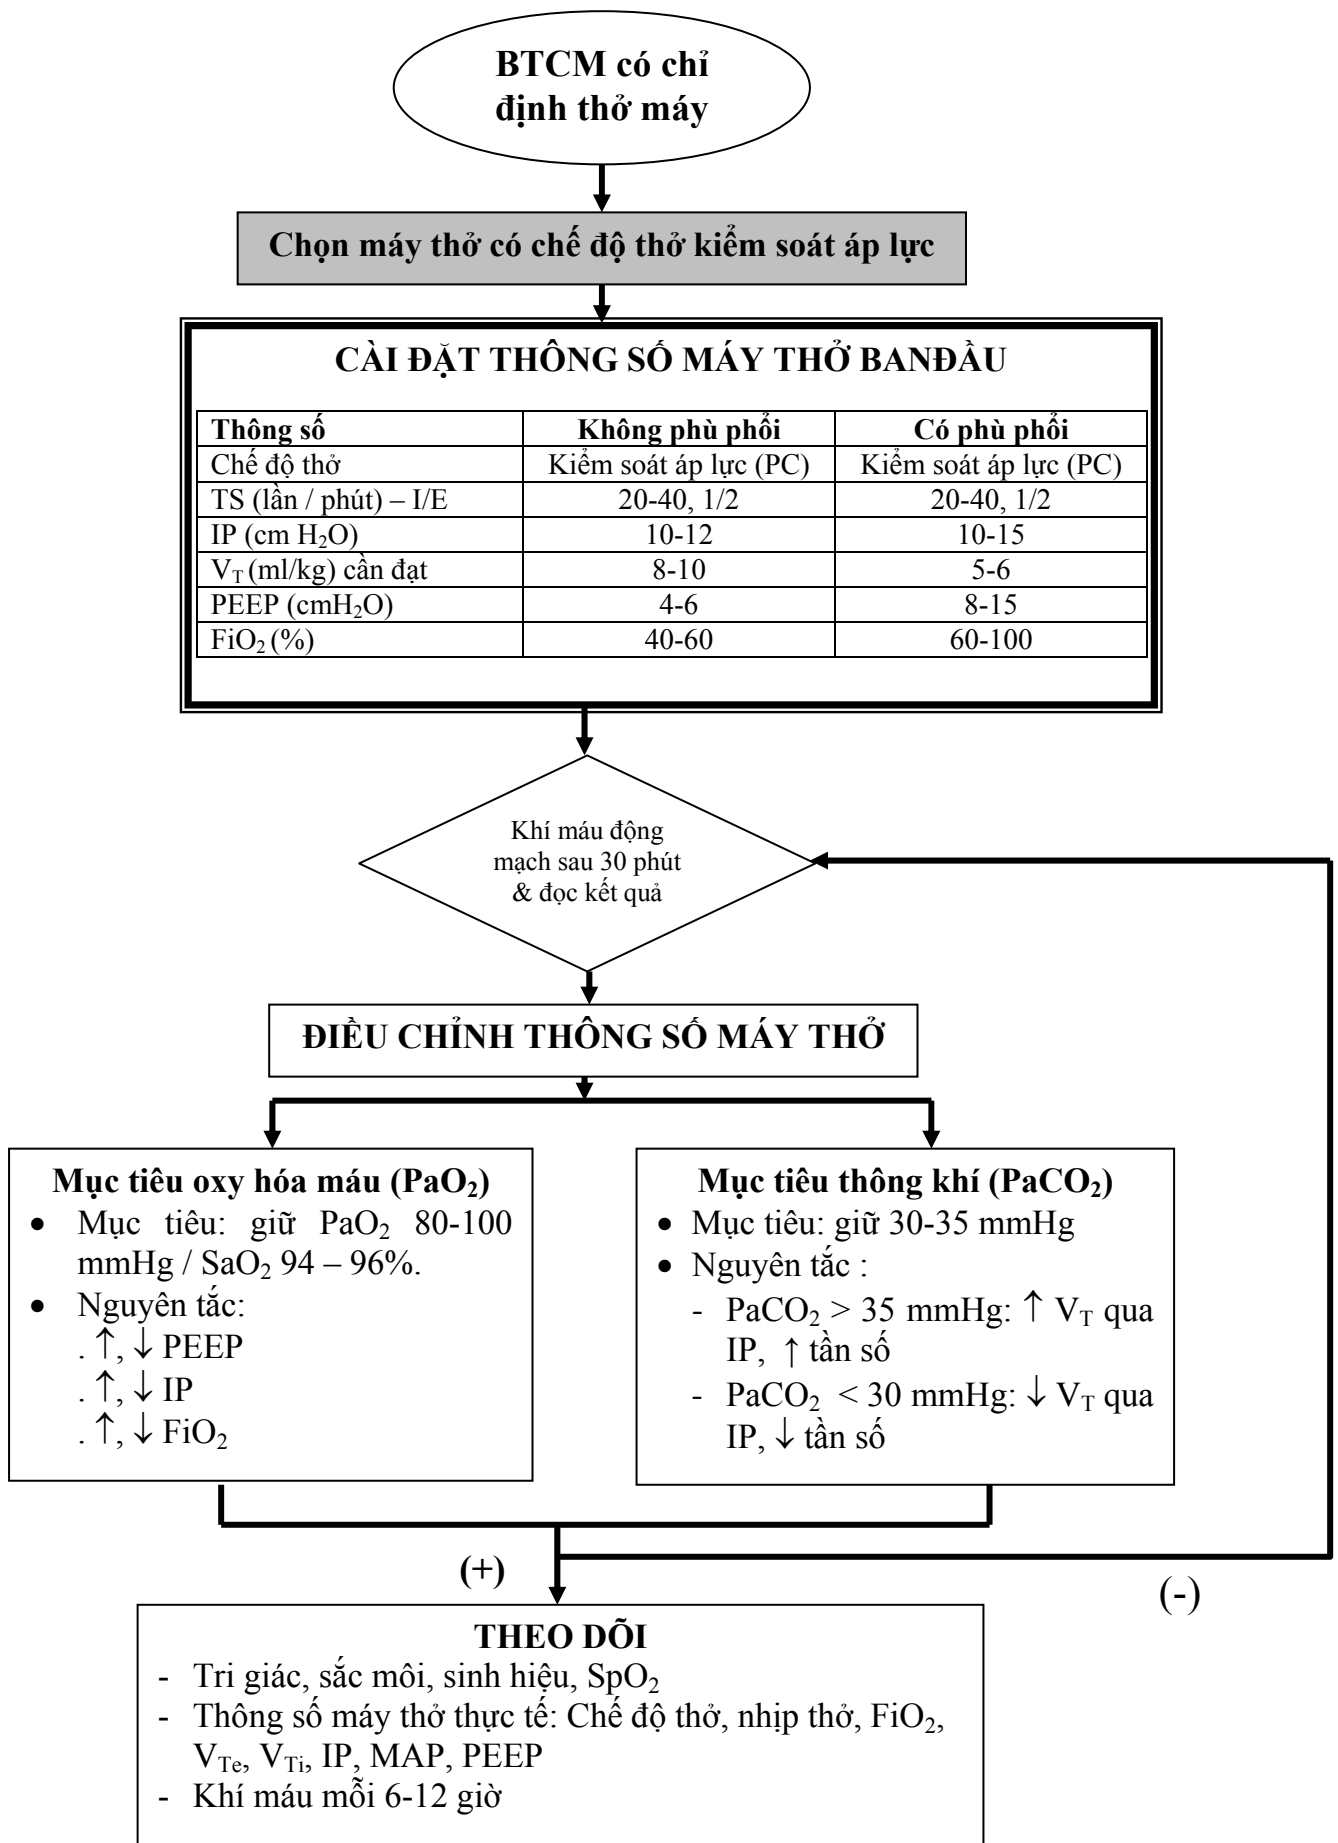 BTCM có chỉ
định thở máy
Chọn máy thở có chế độ thở kiểm soát áp lực
CÀI ĐẶT THÔNG SỐ MÁY THỞ BANĐẦU
Thông số Không phù phổi Có phù phổi
Chế độ thở Kiểm soát áp lực (PC) Kiểm soát áp lực (PC)
TS (lần / phút) – I/E 20-40, 1/2 20-40, 1/2
IP (cm H₂O) 10-12 10-15
V_T (ml/kg) cần đạt 8-10 5-6
PEEP (cmH₂O) 4-6 8-15
FiO₂ (%) 40-60 60-100
Khí máu động
mạch sau 30 phút
& đọc kết quả
ĐIỀU CHỈNH THÔNG SỐ MÁY THỞ
Mục tiêu oxy hóa máu (PaO₂)
• Mục tiêu: giữ PaO₂ 80-100
mmHg / SaO₂ 94 – 96%.
• Nguyên tắc:
. ↑, ↓ PEEP
. ↑, ↓ IP
. ↑, ↓ FiO₂
Mục tiêu thông khí (PaCO₂)
• Mục tiêu: giữ 30-35 mmHg
• Nguyên tắc :
- PaCO₂ > 35 mmHg: ↑ V_T qua
IP, ↑ tần số
- PaCO₂ < 30 mmHg: ↓ V_T qua
IP, ↓ tần số
(+)
(-)
THEO DÕI
- Tri giác, sắc môi, sinh hiệu, SpO₂
- Thông số máy thở thực tế: Chế độ thở, nhịp thở, FiO₂,
V_Te, V_Ti, IP, MAP, PEEP
- Khí máu mỗi 6-12 giờ